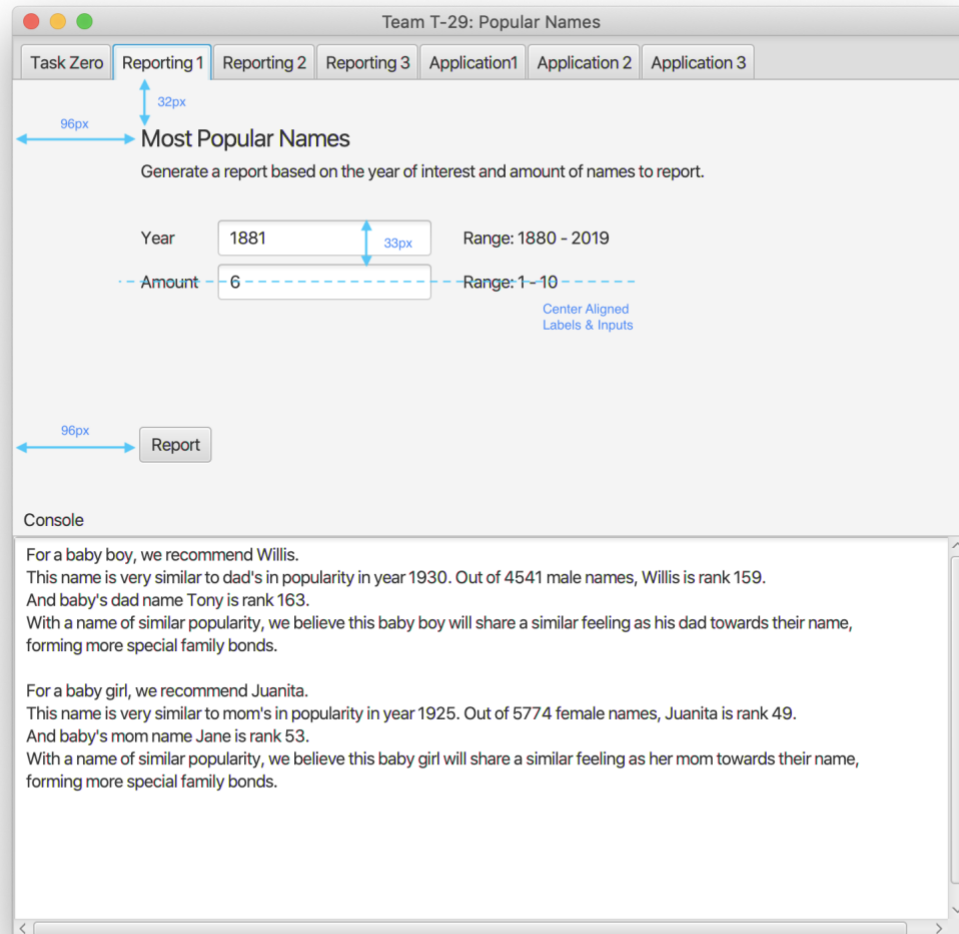 Team T-29: Popular Names
Task Zero Reporting 1 Reporting 2 Reporting 3 Application1 Application 2 Application 3
32px
96px
Most Popular Names
Generate a report based on the year of interest and amount of names to report.
Year 1881 33px Range: 1880 - 2019
Amount 6 Range: 1 - 10
Center Aligned
Labels & Inputs
96px
Report
Console
For a baby boy, we recommend Willis.
This name is very similar to dad's in popularity in year 1930. Out of 4541 male names, Willis is rank 159.
And baby's dad name Tony is rank 163.
With a name of similar popularity, we believe this baby boy will share a similar feeling as his dad towards their name,
forming more special family bonds.
For a baby girl, we recommend Juanita.
This name is very similar to mom's in popularity in year 1925. Out of 5774 female names, Juanita is rank 49.
And baby's mom name Jane is rank 53.
With a name of similar popularity, we believe this baby girl will share a similar feeling as her mom towards their name,
forming more special family bonds.